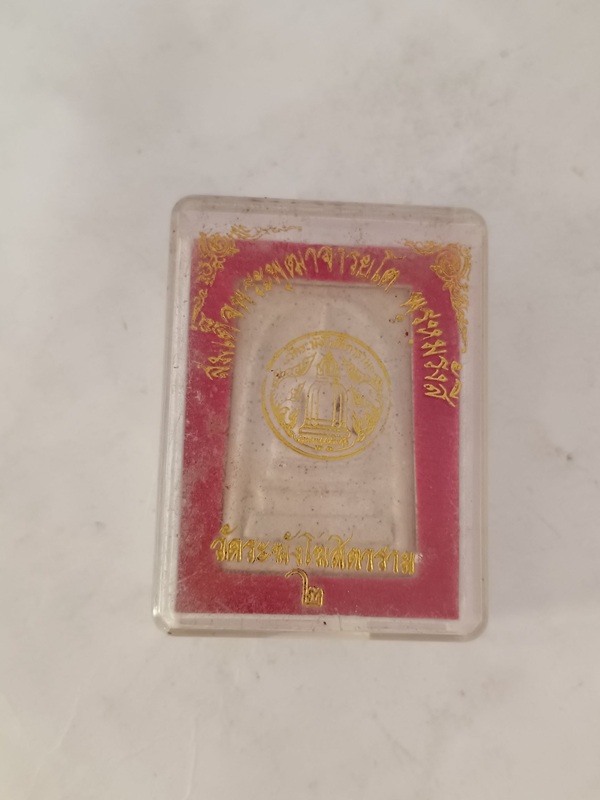 สมเด็จพระพุฒาจารย์โต พรหมรังสี
วัดระฆังโฆสิตาราม
๒